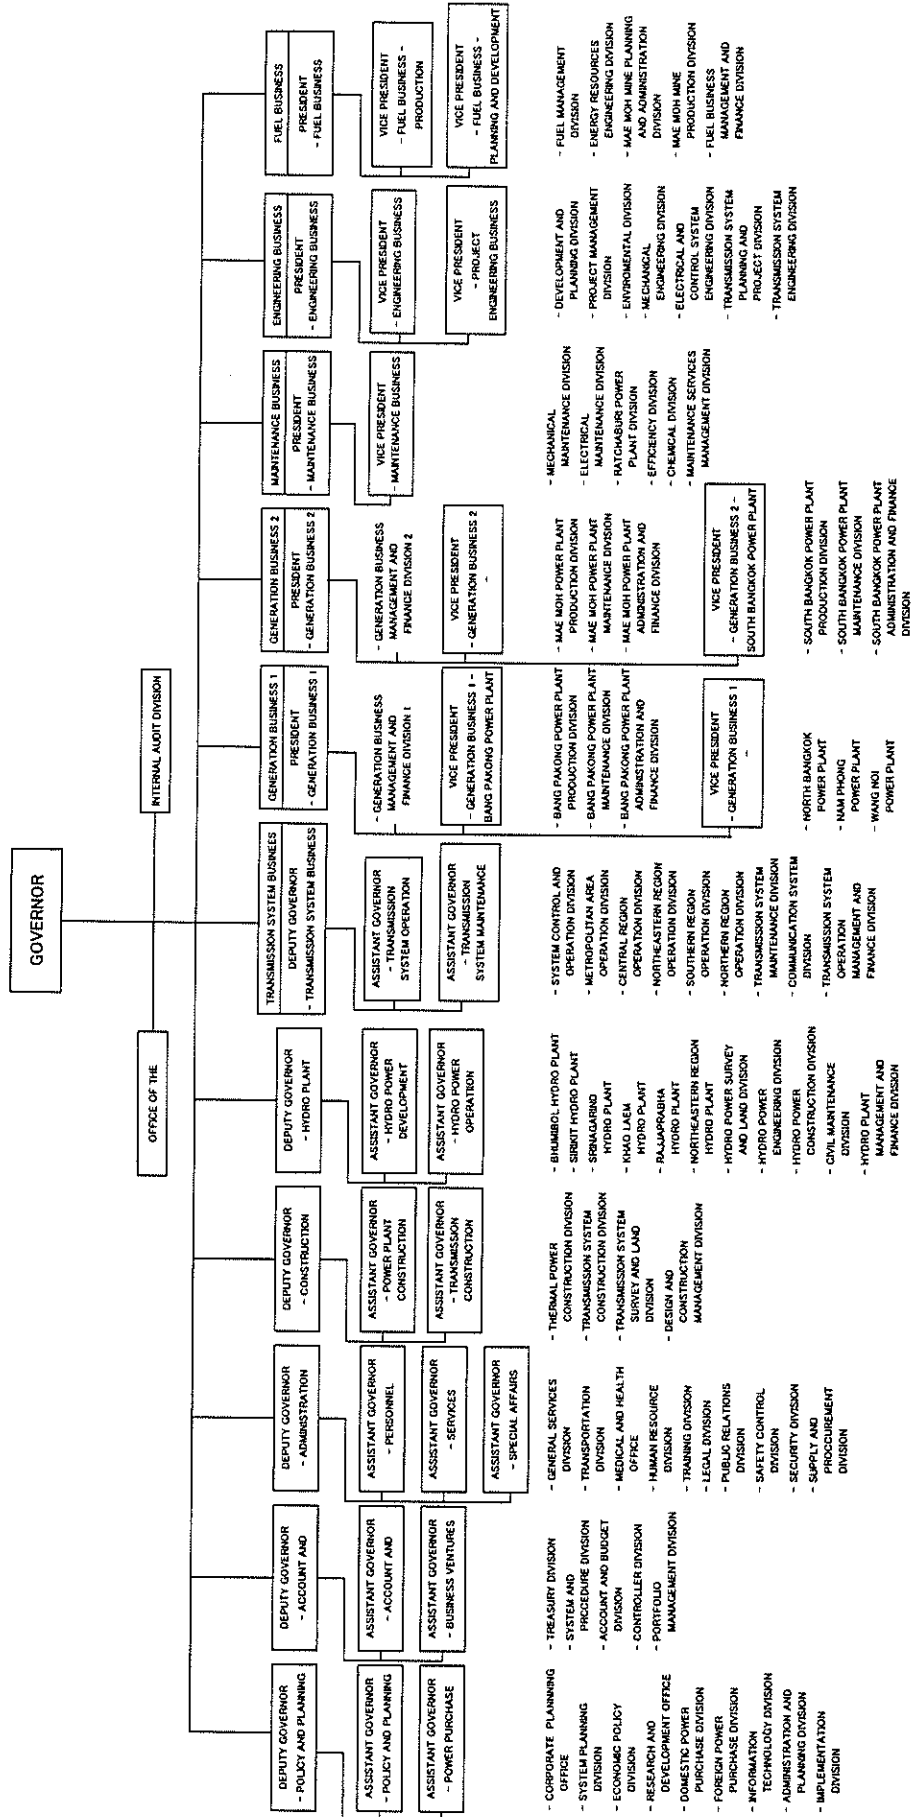 GOVERNOR
OFFICE OF THE
INTERNAL AUDIT DIVISION
DEPUTY GOVERNOR
- POLICY AND PLANNING
ASSISTANT GOVERNOR
- POLICY AND PLANNING
ASSISTANT GOVERNOR
- POWER PURCHASE
- CORPORATE PLANNNING
OFFICE
- SYSTEM PLANNING
DIVISION
- ECONOMIC POLICY
DIVISION
- RESEARCH AND
DEVELOPMENT OFFICE
- DOMESTIC POWER
PURCHASE DIVISION
- FOREIGN POWER
PURCHASE DIVISION
- INFORMATION
TECHNOLOGY DIVISION
- ADMINISTRATION AND
PLANNING DIVISION
- IMPLEMENTATION
DIVISION
DEPUTY GOVERNOR
- ACCOUNT AND
ASSISTANT GOVERNOR
- ACCOUNT AND
ASSISTANT GOVERNOR
- BUSINESS VENTURES
- TREASURY DIVISION
- SYSTEM AND
PROCEDURE DIVISION
- ACCOUNT AND BUDGET
DIVISION
- CONTROLLER DIVISION
- PORTFOLIO
MANAGEMENT DIVISION
DEPUTY GOVERNOR
- ADMINISTRATION
ASSISTANT GOVERNOR
- PERSONNEL
ASSISTANT GOVERNOR
- SERVICES
ASSISTANT GOVERNOR
- SPECIAL AFFAIRS
- GENERAL SERVICES
DIVISION
- TRANSPORTATION
DIVISION
- MEDICAL AND HEALTH
OFFICE
- HUMAN RESOURCE
DIVISION
- TRAINING DIVISION
- LEGAL DIVISION
- PUBLIC RELATIONS
DIVISION
- SAFETY CONTROL
DIVISION
- SECURITY DIVISION
- SUPPLY AND
PROCCUREMENT
DIVISION
DEPUTY GOVERNOR
- CONSTRUCTION
ASSISTANT GOVERNOR
- POWER PLANT
CONSTRUCTION
ASSISTANT GOVERNOR
- TRANSMISSION
CONSTRUCTION
- THERMAL POWER
CONSTRUCTION DIVISION
- TRANSMISSION SYSTEM
CONSTRUCTION DIVISION
- TRANSMISSION SYSTEM
SURVEY AND LAND
DIVISION
- DESIGN AND
CONSTRUCTION
MANAGEMENT DIVISION
DEPUTY GOVERNOR
- HYDRO PLANT
ASSISTANT GOVERNOR
- HYDRO POWER
DEVELOPMENT
ASSISTANT GOVERNOR
- HYDRO POWER
OPERATION
- BHUMIBOL HYDRO PLANT
- SIRIKIT HYDRO PLANT
- SRINAGARIND
HYDRO PLANT
- KHAO LAEM
HYDRO PLANT
- RAJJAPRABHA
HYDRO PLANT
- NORTHEASTERN REGION
HYDRO PLANT
- HYDRO POWER SURVEY
AND LAND DIVISION
- HYDRO POWER
ENGINEERING DIVISION
- HYDRO POWER
CONSTRUCTION DIVISION
- CIVIL MAINTENANCE
DIVISION
- HYDRO PLANT
MANAGEMENT AND
FINANCE DIVISION
TRANSMISSION SYSTEM BUSINEES
DEPUTY GOVERNOR
- TRANSMISSION SYSTEM BUSINESS
ASSISTANT GOVERNOR
- TRANSMISSION
SYSTEM OPERATION
ASSISTANT GOVERNOR
- TRANSMISSION
SYSTEM MAINTENANCE
- SYSTEM CONTROL AND
OPERATION DIVISION
- METROPOLITAN AREA
OPERATION DIVISION
- CENTRAL REGION
OPERATION DIVISION
- NORTHEASTERN REGION
OPERATION DIVISION
- SOUTHERN REGION
OPERATION DIVISION
- NORTHERN REGION
OPERATION DIVISION
- TRANSMISSION SYSTEM
MAINTENANCE DIVISION
- COMMUNICATION SYSTEM
DIVISION
- TRANSMISSION SYSTEM
OPERATION
MANAGEMENT AND
FINANCE DIVISION
GENERATION BUSINESS 1
PRESIDENT
- GENERATION BUSINESS 1
- GENERATION BUSINESS
MANAGEMENT AND
FINANCE DIVISION 1
VICE PRESIDENT
- GENERATION BUSINESS 1 -
BANG PAKONG POWER PLANT
- BANG PAKONG POWER PLANT
PRODUCTION DIVISION
- BANG PAKONG POWER PLANT
MAINTENANCE DIVISION
- BANG PAKONG POWER PLANT
ADMINISTRATION AND
FINANCE DIVISION
VICE PRESIDENT
- GENERATION BUSINESS 1
- NORTH BANGKOK
POWER PLANT
- NAM PHONG
POWER PLANT
- WANG NOI
POWER PLANT
GENERATION BUSINESS 2
PRESIDENT
- GENERATION BUSINESS 2
- GENERATION BUSINESS
MANAGEMENT AND
FINANCE DIVISION 2
VICE PRESIDENT
- GENERATION BUSINESS 2
-
- MAE MOH POWER PLANT
PRODUCTION DIVISION
- MAE MOH POWER PLANT
MAINTENANCE DIVISION
- MAE MOH POWER PLANT
ADMINISTRATION AND
FINANCE DIVISION
VICE PRESIDENT
- GENERATION BUSINESS 2 -
SOUTH BANGKOK POWER PLANT
- SOUTH BANGKOK POWER PLANT
PRODUCTION DIVISION
- SOUTH BANGKOK POWER PLANT
MAINTENANCE DIVISION
- SOUTH BANGKOK POWER PLANT
ADMINISTRATION AND FINANCE
DIVISION
MAINTENANCE BUSINESS
PRESIDENT
- MAINTENANCE BUSINESS
VICE PRESIDENT
- MAINTENANCE BUSINESS
- MECHANICAL
MAINTENANCE DIVISION
- ELECTRICAL
MAINTENANCE DIVISION
- RATCHABURI POWER
PLANT DIVISION
- EFFICIENCY DIVISION
- CHEMICAL DIVISION
- MAINTENANCE SERVICES
MANAGEMENT DIVISION
ENGINEERING BUSINESS
PRESIDENT
- ENGINEERING BUSINESS
VICE PRESIDENT
- ENGINEERING BUSINESS
VICE PRESIDENT
- PROJECT
ENGINEERING BUSINESS
- DEVELOPMENT AND
PLANNING DIVISION
- PROJECT MANAGEMENT
DIVISION
- ENVIROMENTAL DIVISION
- MECHANICAL
ENGINEERING DIVISION
- ELECTRICAL AND
CONTROL SYSTEM
ENGINEERING DIVISION
- TRANSMISSION SYSTEM
PLANNING AND
PROJECT DIVISION
- TRANSMISSION SYSTEM
ENGINEERING DIVISION
FUEL BUSINESS
PRESIDENT
- FUEL BUSINESS
VICE PRESIDENT
- FUEL BUSINESS -
PRODUCTION
VICE PRESIDENT
- FUEL BUSINESS -
PLANNING AND DEVELOPMENT
- FUEL MANAGEMENT
DIVISION
- ENERGY RESOURCES
ENGINEERING DIVISION
- MAE MOH MINE PLANNING
AND ADMINISTRATION
DIVISION
- MAE MOH MINE
PRODUCTION DIVISION
- FUEL BUSINESS
MANAGEMENT AND
FINANCE DIVISION